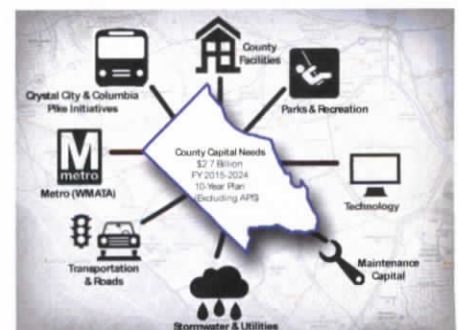 County
Facilities
Crystal City & Columbia
Pike Initiatives
Parks & Recreation
County Capital Needs
$2.7 Billion
FY 2015-2024
10-Year Plan
(Excluding APS)
M
metro
Metro (WMATA)
Technology
Transportation
& Roads
Maintenance
Capital
Stormwater & Utilities